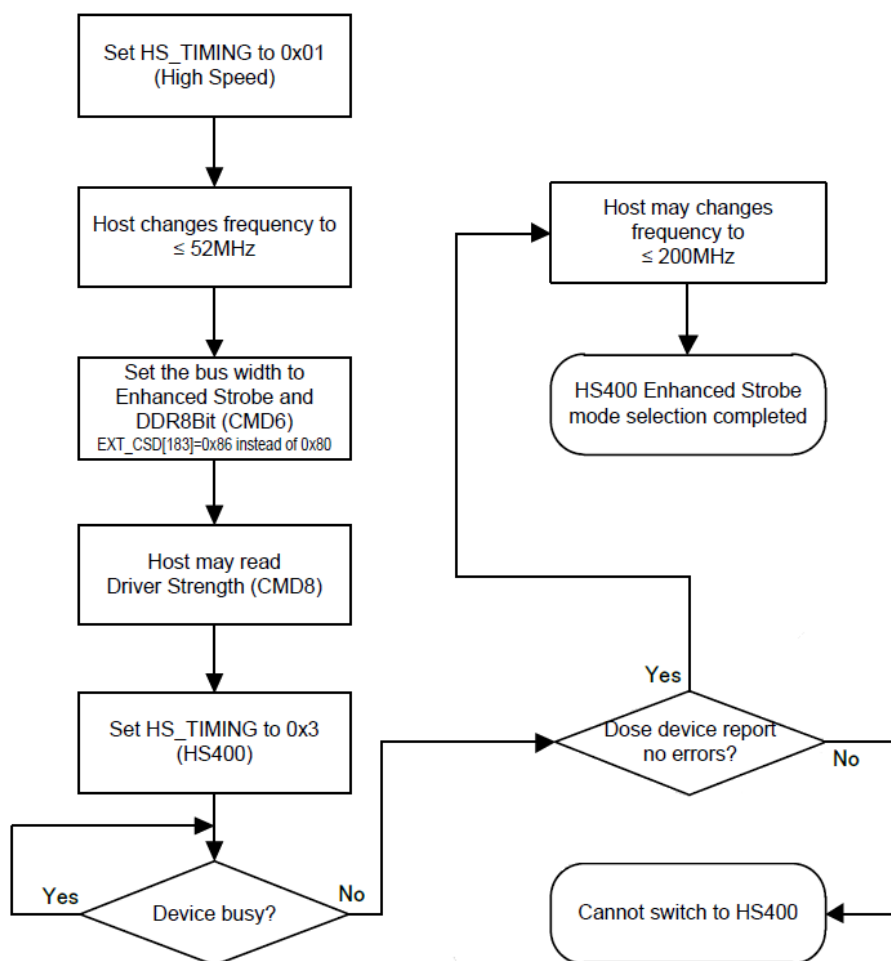 Set HS_TIMING to 0x01
(High Speed)
Host changes frequency to
≤ 52MHz
Set the bus width to
Enhanced Strobe and
DDR8Bit (CMD6)
EXT_CSD[183]=0x86 instead of 0x80
Host may read
Driver Strength (CMD8)
Set HS_TIMING to 0x3
(HS400)
Yes
Device busy?
No
Host may changes
frequency to
≤ 200MHz
HS400 Enhanced Strobe
mode selection completed
Yes
Dose device report
no errors?
No
Cannot switch to HS400